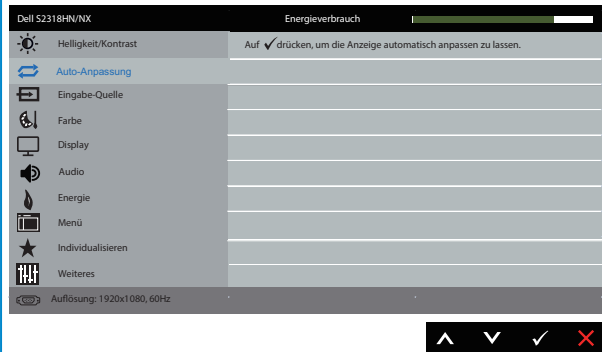 Dell S2318HN/NX Energieverbrauch
Helligkeit/Kontrast Auf ✓drücken, um die Anzeige automatisch anpassen zu lassen.
Auto-Anpassung
Eingabe-Quelle
Farbe
Display
Audio
Energie
Menü
Individualisieren
Weiteres
Auflösung: 1920x1080, 60Hz